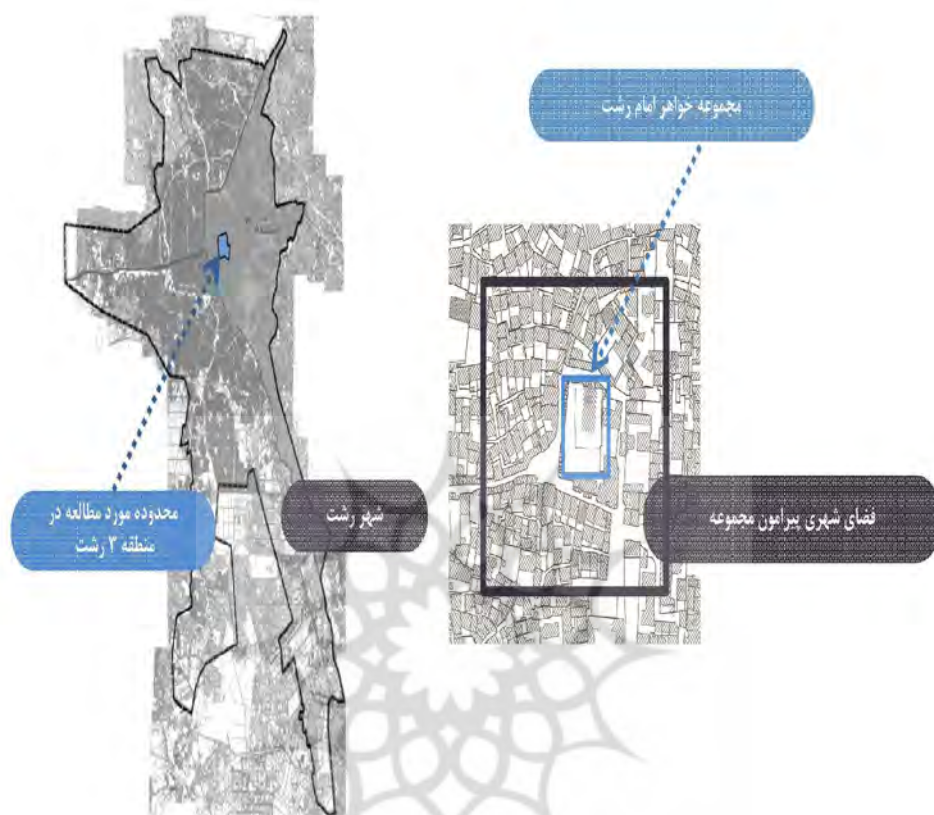 مجموعه خواهر امام رشت
فضای شهری پیرامون مجموعه
شهر رشت
محدوده مورد مطالعه در
منطقه ۳ رشت